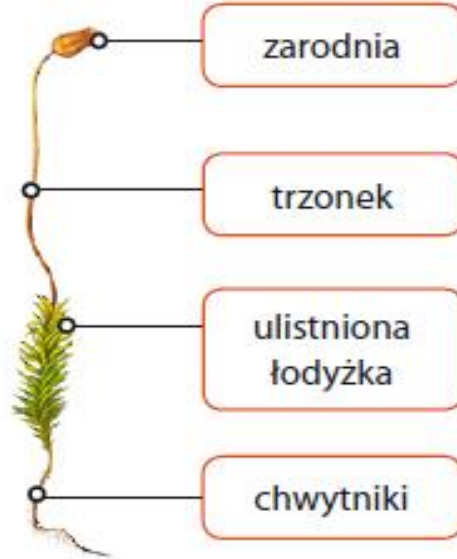 zarodnia
trzonek
ulistniona
łodyżka
chwytniki